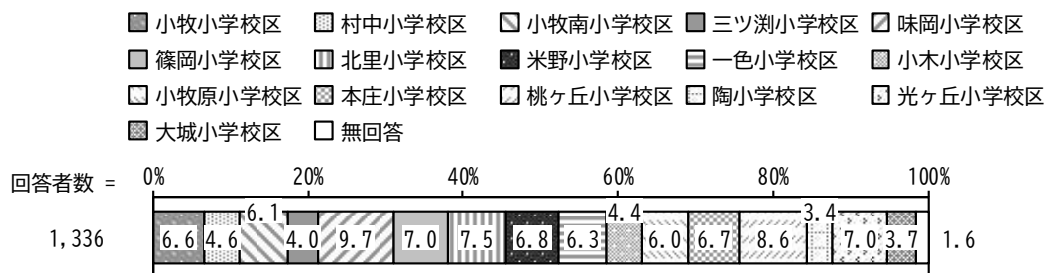 小牧小学校区 村中小学校区 小牧南小学校区 三ツ渕小学校区 味岡小学校区
篠岡小学校区 北里小学校区 米野小学校区 一色小学校区 小木小学校区
小牧原小学校区 本庄小学校区 桃ヶ丘小学校区 陶小学校区 光ヶ丘小学校区
大城小学校区 無回答
回答者数 = 0% 20% 40% 60% 80% 100%
6.1 4.4 3.4
1,336 6.6 4.6 4.0 9.7 7.0 7.5 6.8 6.3 6.0 6.7 8.6 7.0 3.7 1.6